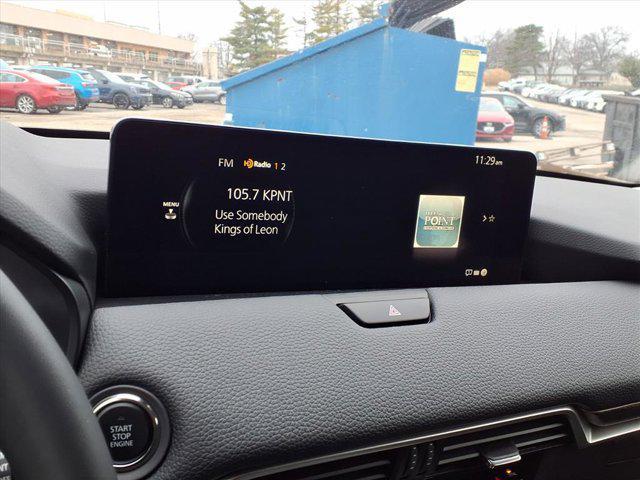 FM HD Radio 1 2
11:29am
105.7 KPNT
MENU
Use Somebody
Kings of Leon
POINT
START
STOP
ENGINE